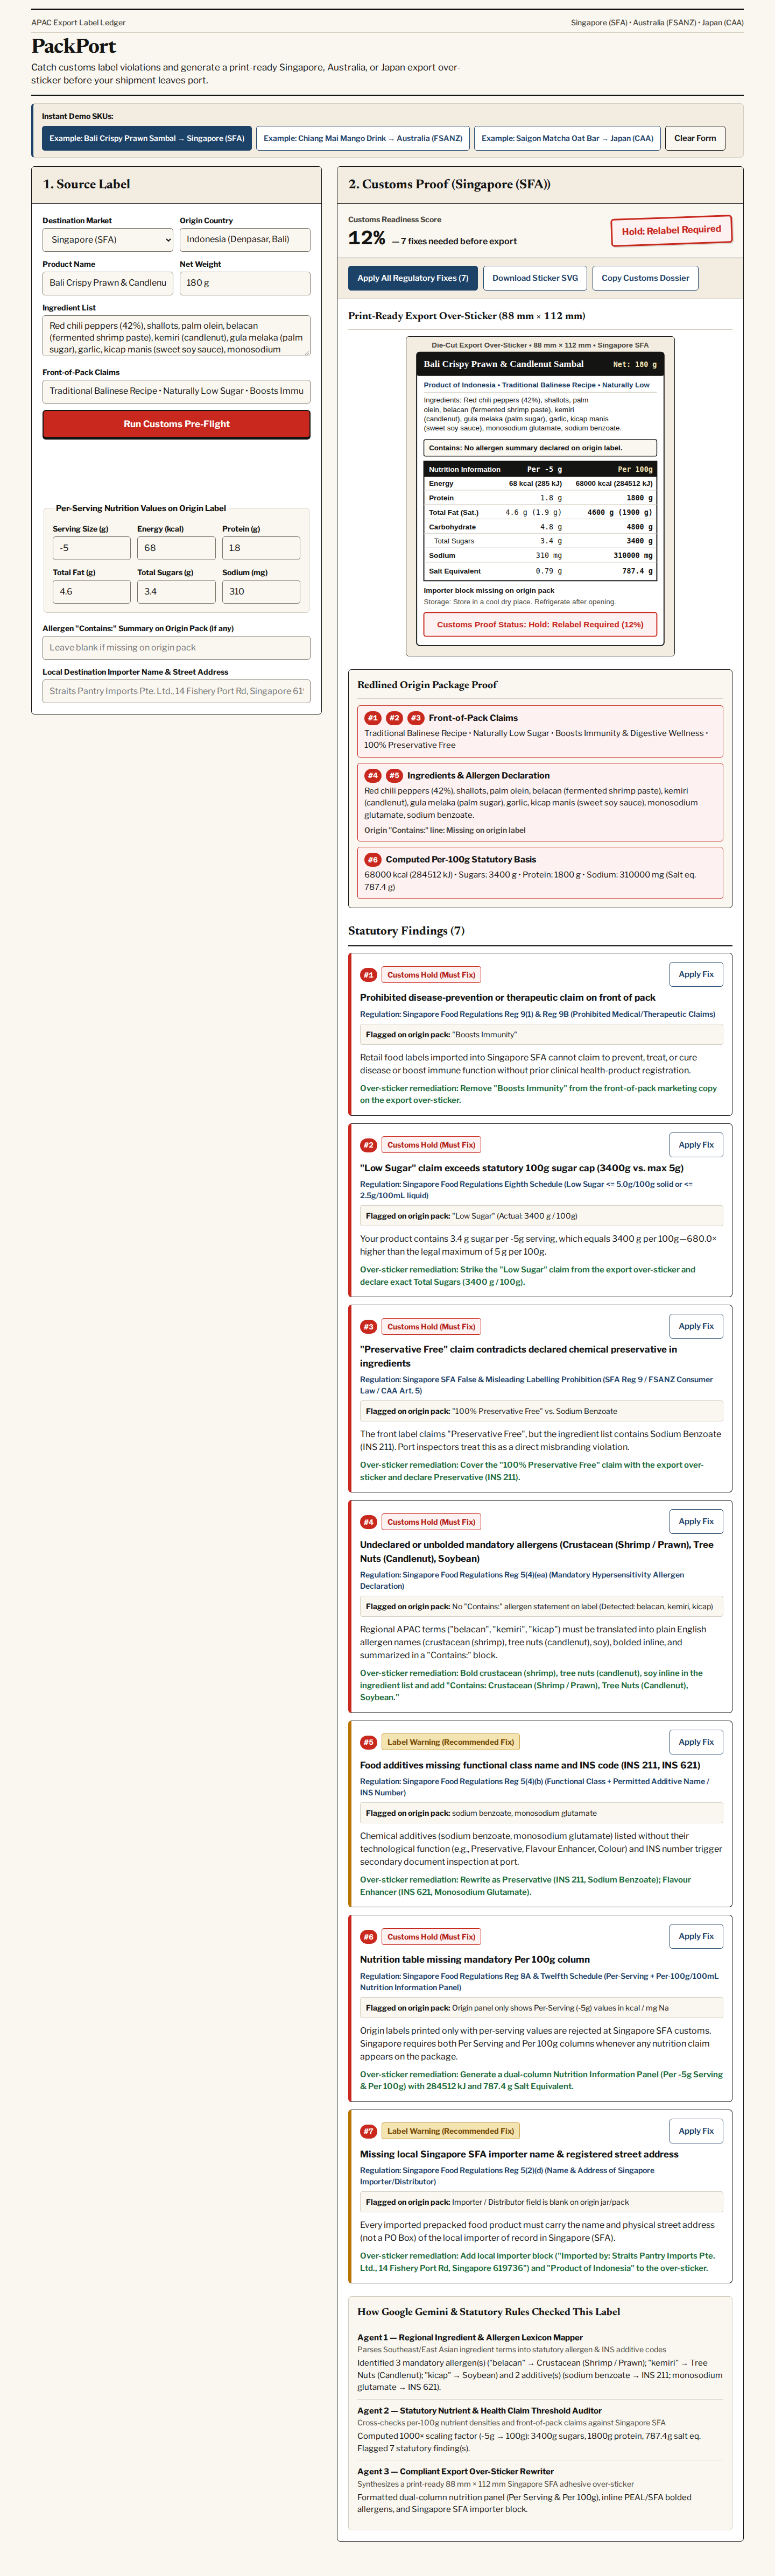 APAC Export Label Ledger
Singapore (SFA) • Australia (FSANZ) • Japan (CAA)
PackPort
Catch customs label violations and generate a print-ready Singapore, Australia, or Japan export over-
sticker before your shipment leaves port.
Instant Demo SKUs:
Example: Bali Crispy Prawn Sambal → Singapore (SFA)
Example: Chiang Mai Mango Drink → Australia (FSANZ)
Example: Saigon Matcha Oat Bar → Japan (CAA)
Clear Form
1. Source Label
Destination Market
Origin Country
Singapore (SFA)
Indonesia (Denpasar, Bali)
Product Name
Net Weight
Bali Crispy Prawn & Candlenu
180 g
Ingredient List
Red chili peppers (42%), shallots, palm olein, belacan
(fermented shrimp paste), kemiri (candlenut), gula melaka (palm
sugar), garlic, kicap manis (sweet soy sauce), monosodium
Front-of-Pack Claims
Traditional Balinese Recipe • Naturally Low Sugar • Boosts Immu
Run Customs Pre-Flight
Per-Serving Nutrition Values on Origin Label
Serving Size (g)
Energy (kcal)
Protein (g)
-5
68
1.8
Total Fat (g)
Total Sugars (g)
Sodium (mg)
4.6
3.4
310
Allergen "Contains:" Summary on Origin Pack (if any)
Leave blank if missing on origin pack
Local Destination Importer Name & Street Address
Straits Pantry Imports Pte. Ltd., 14 Fishery Port Rd, Singapore 61
2. Customs Proof (Singapore (SFA))
Customs Readiness Score
12% — 7 fixes needed before export
Hold: Relabel Required
Apply All Regulatory Fixes (7)
Download Sticker SVG
Copy Customs Dossier
Print-Ready Export Over-Sticker (88 mm × 112 mm)
Die-Cut Export Over-Sticker • 88 mm × 112 mm • Singapore SFA
Bali Crispy Prawn & Candlenut Sambal
Net: 180 g
Product of Indonesia • Traditional Balinese Recipe • Naturally Low
Ingredients: Red chili peppers (42%), shallots, palm
olein, belacan (fermented shrimp paste), kemiri
(candlenut), gula melaka (palm sugar), garlic, kicap manis
(sweet soy sauce), monosodium glutamate, sodium benzoate.
Contains: No allergen summary declared on origin label.
Nutrition Information Per -5 g Per 100g
Energy 68 kcal (285 kJ) 68000 kcal (284512 kJ)
Protein 1.8 g 1800 g
Total Fat (Sat.) 4.6 g (1.9 g) 4600 g (1900 g)
Carbohydrate 4.8 g 4800 g
Total Sugars 3.4 g 3400 g
Sodium 310 mg 310000 mg
Salt Equivalent 0.79 g 787.4 g
Importer block missing on origin pack
Storage: Store in a cool dry place. Refrigerate after opening.
Customs Proof Status: Hold: Relabel Required (12%)
Redlined Origin Package Proof
#1 #2 #3 Front-of-Pack Claims
Traditional Balinese Recipe • Naturally Low Sugar • Boosts Immunity & Digestive Wellness •
100% Preservative Free
#4 #5 Ingredients & Allergen Declaration
Red chili peppers (42%), shallots, palm olein, belacan (fermented shrimp paste), kemiri
(candlenut), gula melaka (palm sugar), garlic, kicap manis (sweet soy sauce), monosodium
glutamate, sodium benzoate.
Origin "Contains:" line: Missing on origin label
#6 Computed Per-100g Statutory Basis
68000 kcal (284512 kJ) • Sugars: 3400 g • Protein: 1800 g • Sodium: 310000 mg (Salt eq.
787.4 g)
Statutory Findings (7)
#1 Customs Hold (Must Fix)
Apply Fix
Prohibited disease-prevention or therapeutic claim on front of pack
Regulation: Singapore Food Regulations Reg 9(1) & Reg 9B (Prohibited Medical/Therapeutic Claims)
Flagged on origin pack: "Boosts Immunity"
Retail food labels imported into Singapore SFA cannot claim to prevent, treat, or cure
disease or boost immune function without prior clinical health-product registration.
Over-sticker remediation: Remove "Boosts Immunity" from the front-of-pack marketing copy
on the export over-sticker.
#2 Customs Hold (Must Fix)
Apply Fix
"Low Sugar" claim exceeds statutory 100g sugar cap (3400g vs. max 5g)
Regulation: Singapore Food Regulations Eighth Schedule (Low Sugar <= 5.0g/100g solid or <=
2.5g/100mL liquid)
Flagged on origin pack: "Low Sugar" (Actual: 3400 g / 100g)
Your product contains 3.4 g sugar per -5g serving, which equals 3400 g per 100g—680.0×
higher than the legal maximum of 5 g per 100g.
Over-sticker remediation: Strike the "Low Sugar" claim from the export over-sticker and
declare exact Total Sugars (3400 g / 100g).
#3 Customs Hold (Must Fix)
Apply Fix
"Preservative Free" claim contradicts declared chemical preservative in
ingredients
Regulation: Singapore SFA False & Misleading Labelling Prohibition (SFA Reg 9 / FSANZ Consumer
Law / CAA Art. 5)
Flagged on origin pack: "100% Preservative Free" vs. Sodium Benzoate
The front label claims "Preservative Free", but the ingredient list contains Sodium Benzoate
(INS 211). Port inspectors treat this as a direct misbranding violation.
Over-sticker remediation: Cover the "100% Preservative Free" claim with the export over-
sticker and declare Preservative (INS 211).
#4 Customs Hold (Must Fix)
Apply Fix
Undeclared or unbolded mandatory allergens (Crustacean (Shrimp / Prawn), Tree
Nuts (Candlenut), Soybean)
Regulation: Singapore Food Regulations Reg 5(4)(ea) (Mandatory Hypersensitivity Allergen
Declaration)
Flagged on origin pack: No "Contains:" allergen statement on label (Detected: belacan, kemiri, kicap)
Regional APAC terms ("belacan", "kemiri", "kicap") must be translated into plain English
allergen names (crustacean (shrimp), tree nuts (candlenut), soy), bolded inline, and
summarized in a "Contains:" block.
Over-sticker remediation: Bold crustacean (shrimp), tree nuts (candlenut), soy inline in the
ingredient list and add "Contains: Crustacean (Shrimp / Prawn), Tree Nuts (Candlenut),
Soybean."
#5 Label Warning (Recommended Fix)
Apply Fix
Food additives missing functional class name and INS code (INS 211, INS 621)
Regulation: Singapore Food Regulations Reg 5(4)(b) (Functional Class + Permitted Additive Name /
INS Number)
Flagged on origin pack: sodium benzoate, monosodium glutamate
Chemical additives (sodium benzoate, monosodium glutamate) listed without their
technological function (e.g., Preservative, Flavour Enhancer, Colour) and INS number trigger
secondary document inspection at port.
Over-sticker remediation: Rewrite as Preservative (INS 211, Sodium Benzoate); Flavour
Enhancer (INS 621, Monosodium Glutamate).
#6 Customs Hold (Must Fix)
Apply Fix
Nutrition table missing mandatory Per 100g column
Regulation: Singapore Food Regulations Reg 8A & Twelfth Schedule (Per-Serving + Per-100g/100mL
Nutrition Information Panel)
Flagged on origin pack: Origin panel only shows Per-Serving (-5g) values in kcal / mg Na
Origin labels printed only with per-serving values are rejected at Singapore SFA customs.
Singapore requires both Per Serving and Per 100g columns whenever any nutrition claim
appears on the package.
Over-sticker remediation: Generate a dual-column Nutrition Information Panel (Per -5g Serving
& Per 100g) with 284512 kJ and 787.4 g Salt Equivalent.
#7 Label Warning (Recommended Fix)
Apply Fix
Missing local Singapore SFA importer name & registered street address
Regulation: Singapore Food Regulations Reg 5(2)(d) (Name & Address of Singapore
Importer/Distributor)
Flagged on origin pack: Importer / Distributor field is blank on origin jar/pack
Every imported prepacked food product must carry the name and physical street address
(not a PO Box) of the local importer of record in Singapore (SFA).
Over-sticker remediation: Add local importer block ("Imported by: Straits Pantry Imports Pte.
Ltd., 14 Fishery Port Rd, Singapore 619736") and "Product of Indonesia" to the over-sticker.
How Google Gemini & Statutory Rules Checked This Label
Agent 1 — Regional Ingredient & Allergen Lexicon Mapper
Parses Southeast/East Asian ingredient terms into statutory allergen & INS additive codes
Identified 3 mandatory allergen(s) ("belacan" → Crustacean (Shrimp / Prawn); "kemiri" → Tree
Nuts (Candlenut); "kicap" → Soybean) and 2 additive(s) (sodium benzoate → INS 211; monosodium
glutamate → INS 621).
Agent 2 — Statutory Nutrient & Health Claim Threshold Auditor
Cross-checks per-100g nutrient densities and front-of-pack claims against Singapore SFA
Computed 1000× scaling factor (-5g → 100g): 3400g sugars, 1800g protein, 787.4g salt eq.
Flagged 7 statutory finding(s).
Agent 3 — Compliant Export Over-Sticker Rewriter
Synthesizes a print-ready 88 mm × 112 mm Singapore SFA adhesive over-sticker
Formatted dual-column nutrition panel (Per Serving & Per 100g), inline PEAL/SFA bolded
allergens, and Singapore SFA importer block.